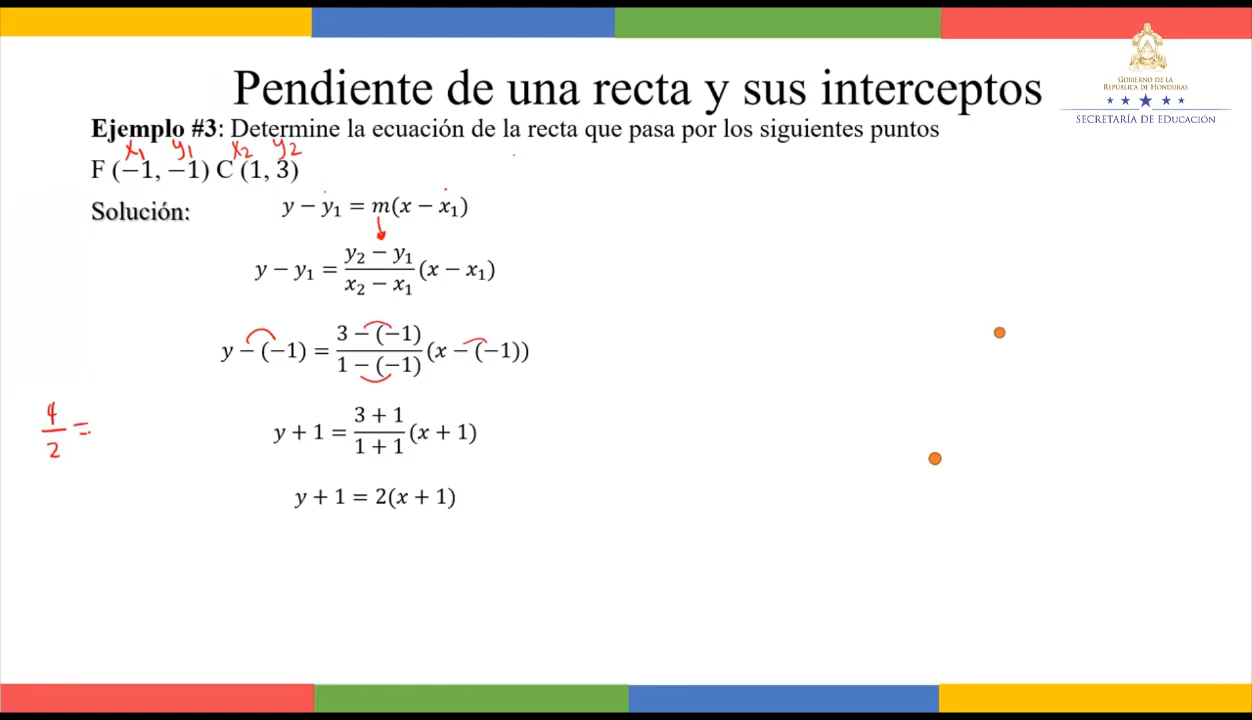 Pendiente de una recta y sus interceptos
GOBIERNO DE LA
REPÚBLICA DE HONDURAS
SECRETARÍA DE EDUCACIÓN
Ejemplo #3: Determine la ecuación de la recta que pasa por los siguientes puntos
x₁ y₁ x₂ y₂
F (−1, −1) C (1, 3)
Solución: y − y₁ = m(x − x₁)
y − y₁ = (y₂ − y₁)/(x₂ − x₁) (x − x₁)
y − (−1) = (3 − (−1))/(1 − (−1)) (x − (−1))
4/2 = y + 1 = (3 + 1)/(1 + 1) (x + 1)
y + 1 = 2(x + 1)